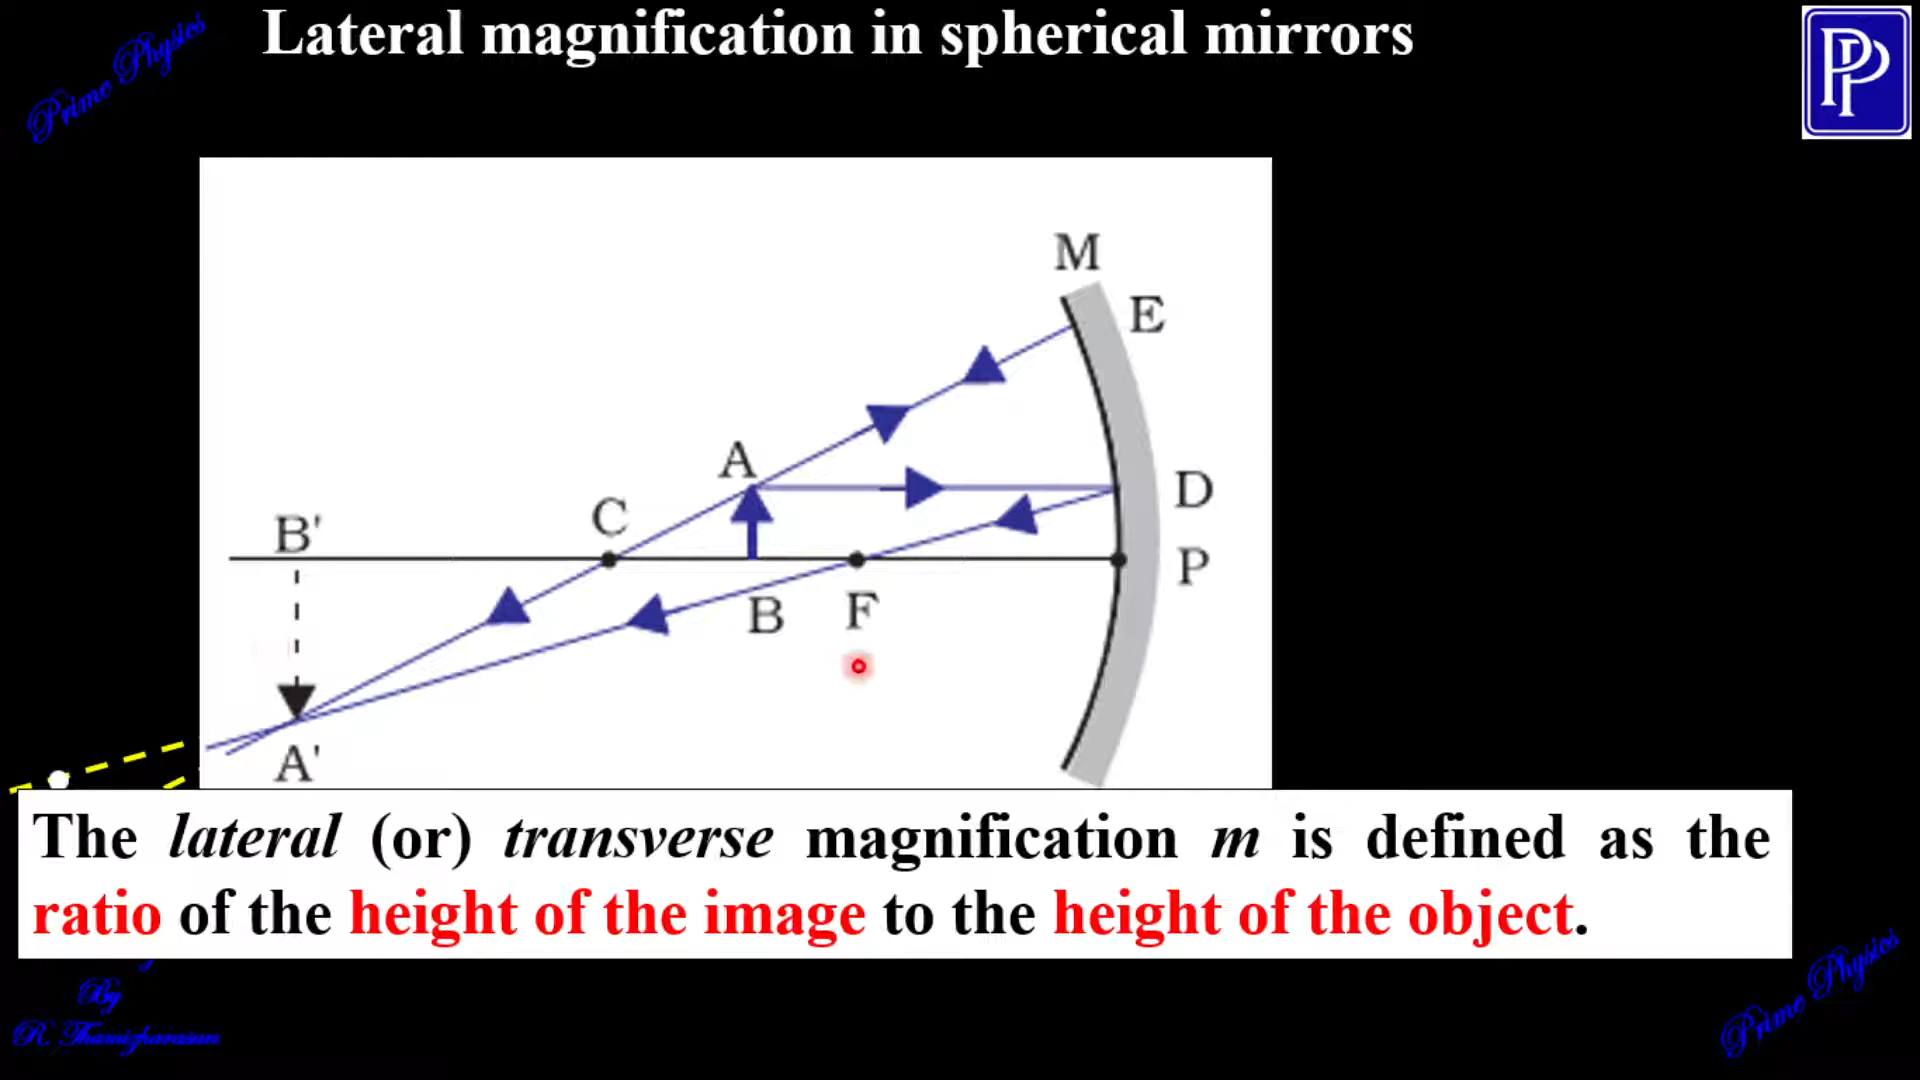 Lateral magnification in spherical mirrors
Prime Physics
PP
M
E
A
D
C
B'
P
B
F
A'
The lateral (or) transverse magnification m is defined as the
ratio of the height of the image to the height of the object.
By
R. Thamizharasan
Prime Physics